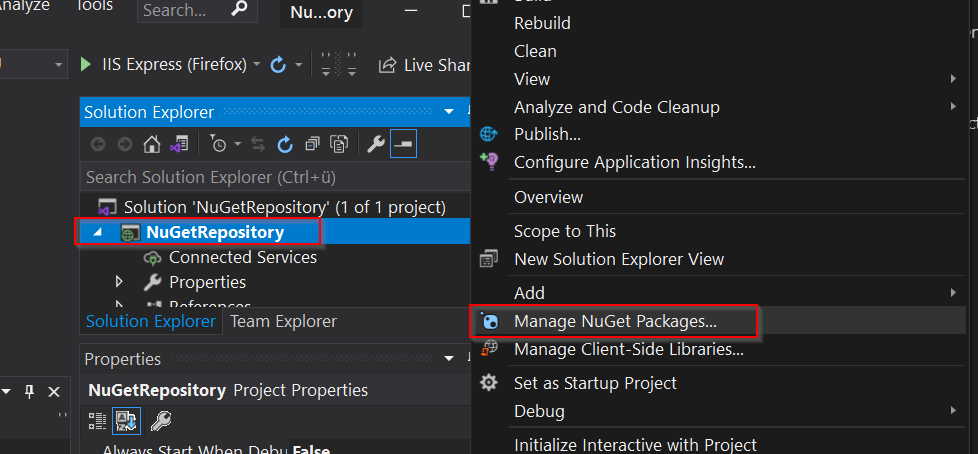 Analyze
Tools
Search...
Nu...ory
IIS Express (Firefox)
Live Shar
Solution Explorer
Search Solution Explorer (Ctrl+ü)
Solution 'NuGetRepository' (1 of 1 project)
NuGetRepository
Connected Services
Properties
References
Solution Explorer
Team Explorer
Properties
NuGetRepository Project Properties
Always Start When Debu
False
Build
Rebuild
Clean
View
Analyze and Code Cleanup
Publish...
Configure Application Insights...
Overview
Scope to This
New Solution Explorer View
Add
Manage NuGet Packages...
Manage Client-Side Libraries...
Set as Startup Project
Debug
Initialize Interactive with Project